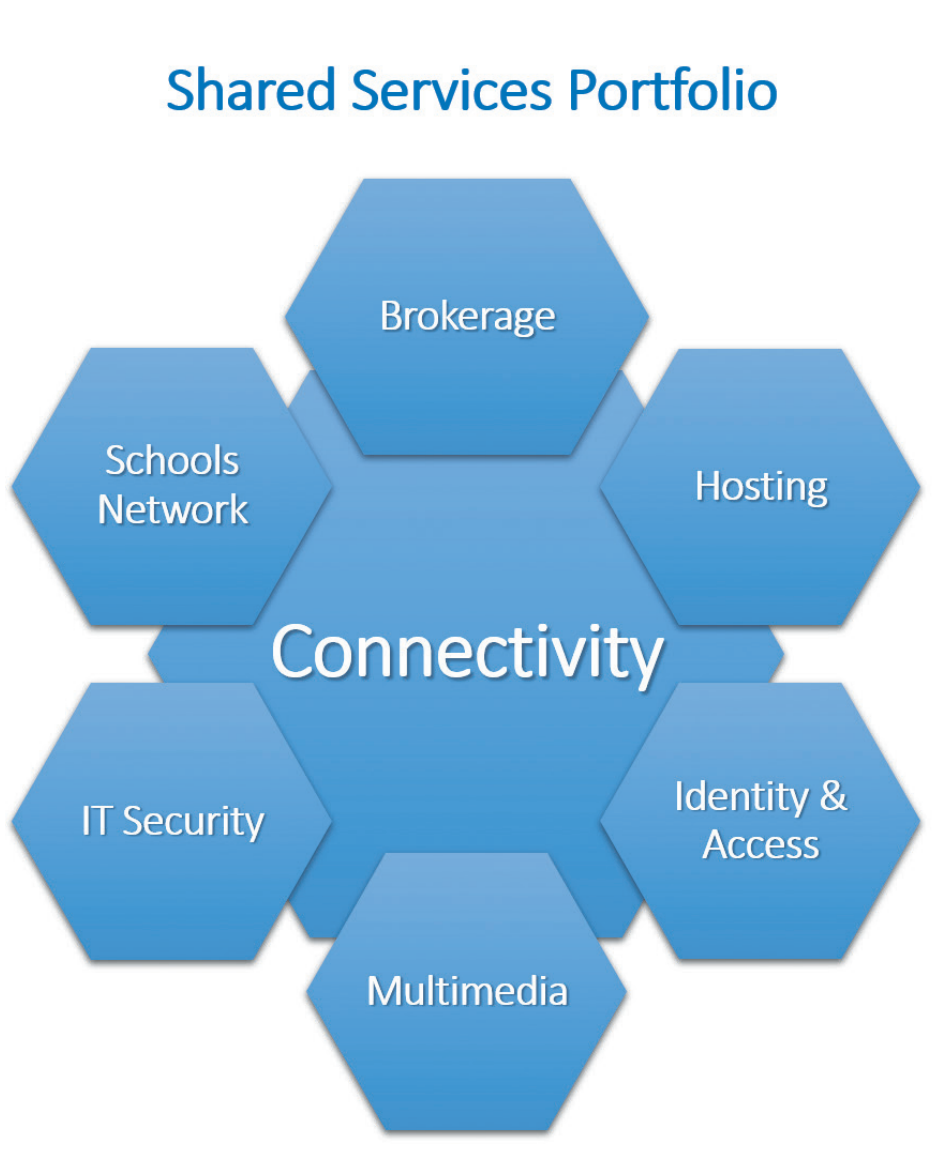 Shared Services Portfolio
Brokerage
Schools
Network
Hosting
Connectivity
IT Security
Identity &
Access
Multimedia